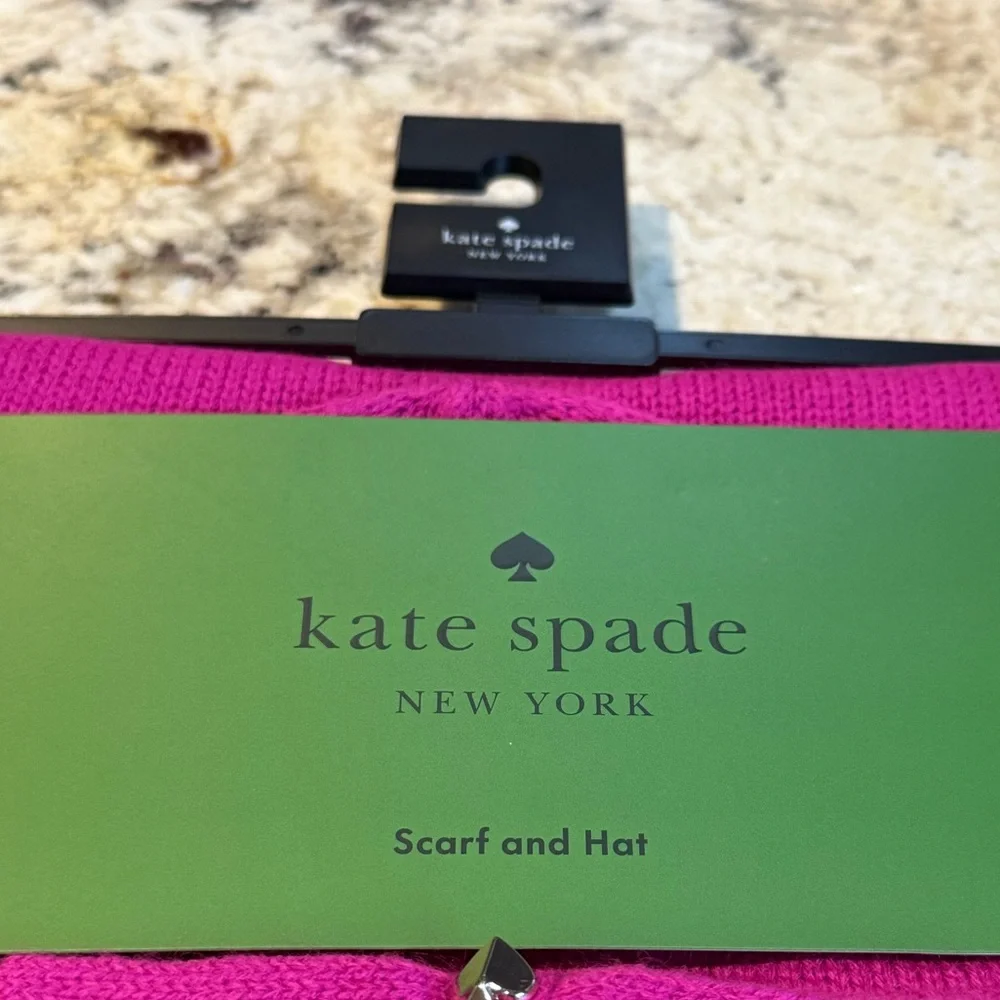 kate spade
NEW YORK
kate spade
NEW YORK
Scarf and Hat